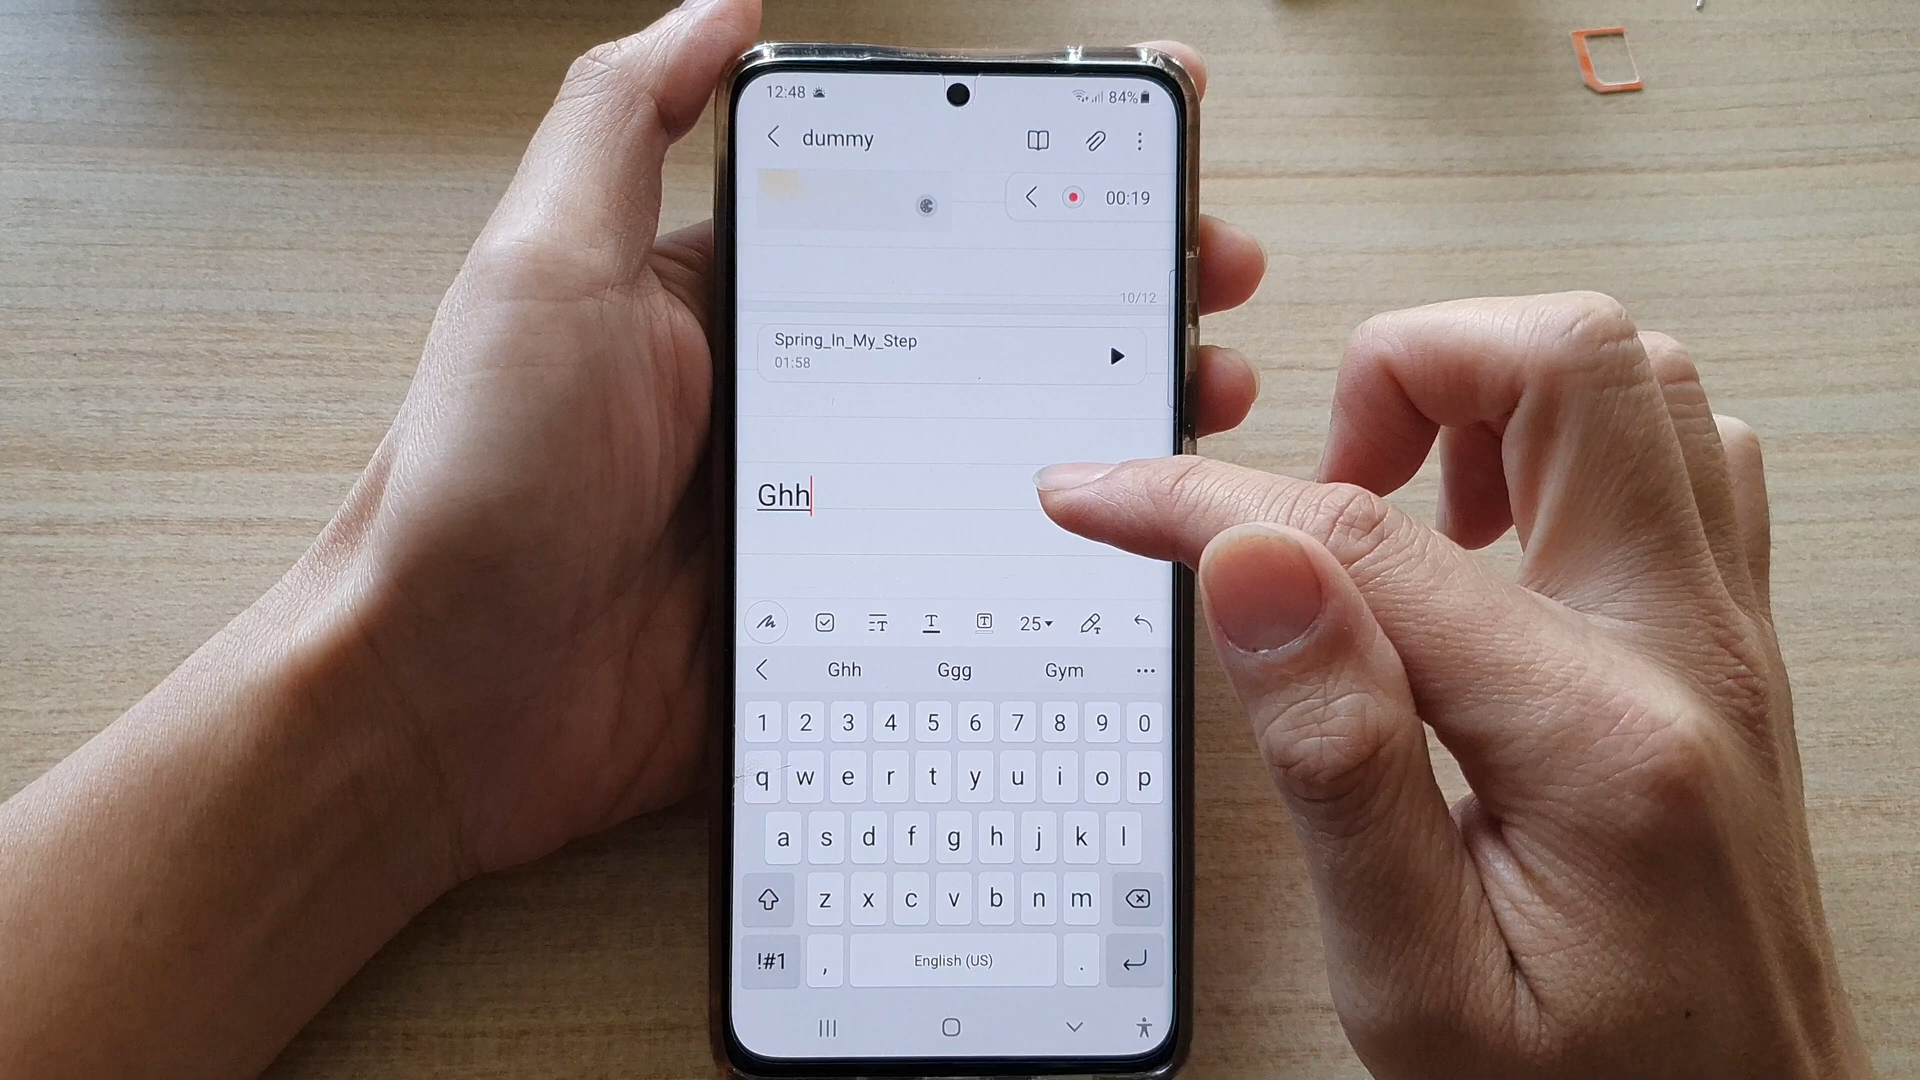 12:48 84%
dummy
00:19
10/12
Spring_In_My_Step
01:58
Ghh
T T T 25 T
Ghh Ggg Gym
1 2 3 4 5 6 7 8 9 0
q w e r t y u i o p
a s d f g h j k l
z x c v b n m
!#1 , English (US) .